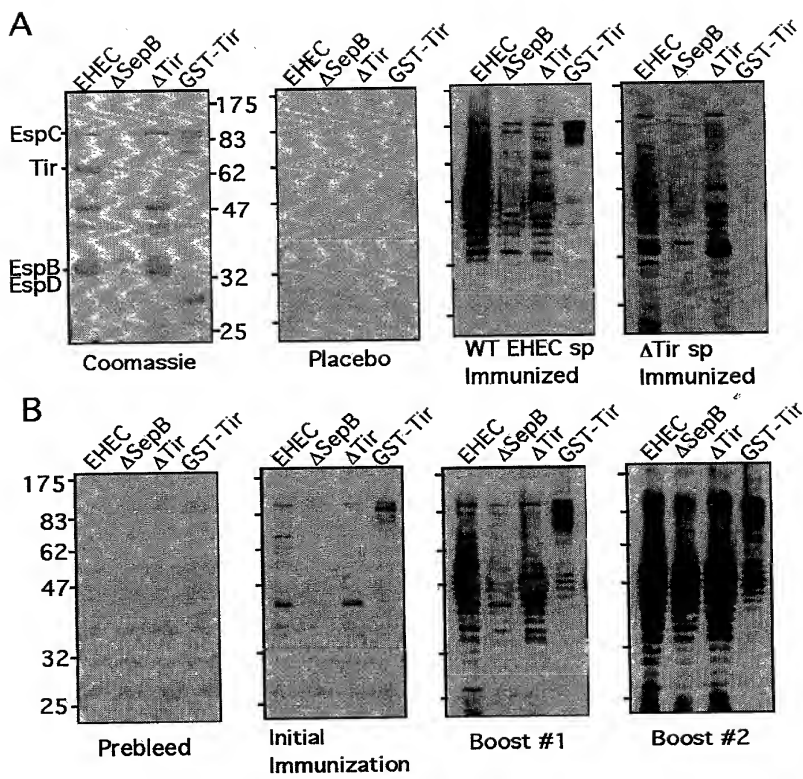 A
EHEC ΔSepB ΔTir GST-Tir
EHEC ΔSepB ΔTir GST-Tir
EHEC ΔSepB ΔTir GST-Tir
EHEC ΔSepB ΔTir GST-Tir
175
EspC 83
Tir 62
47
EspB 32
EspD
25
Coomassie
Placebo
WT EHEC sp
Immunized
ΔTir sp
Immunized
B
EHEC ΔSepB ΔTir GST-Tir
EHEC ΔSepB ΔTir GST-Tir
EHEC ΔSepB ΔTir GST-Tir
EHEC ΔSepB ΔTir GST-Tir
175
83
62
47
32
25
Prebleed
Initial
Immunization
Boost #1
Boost #2